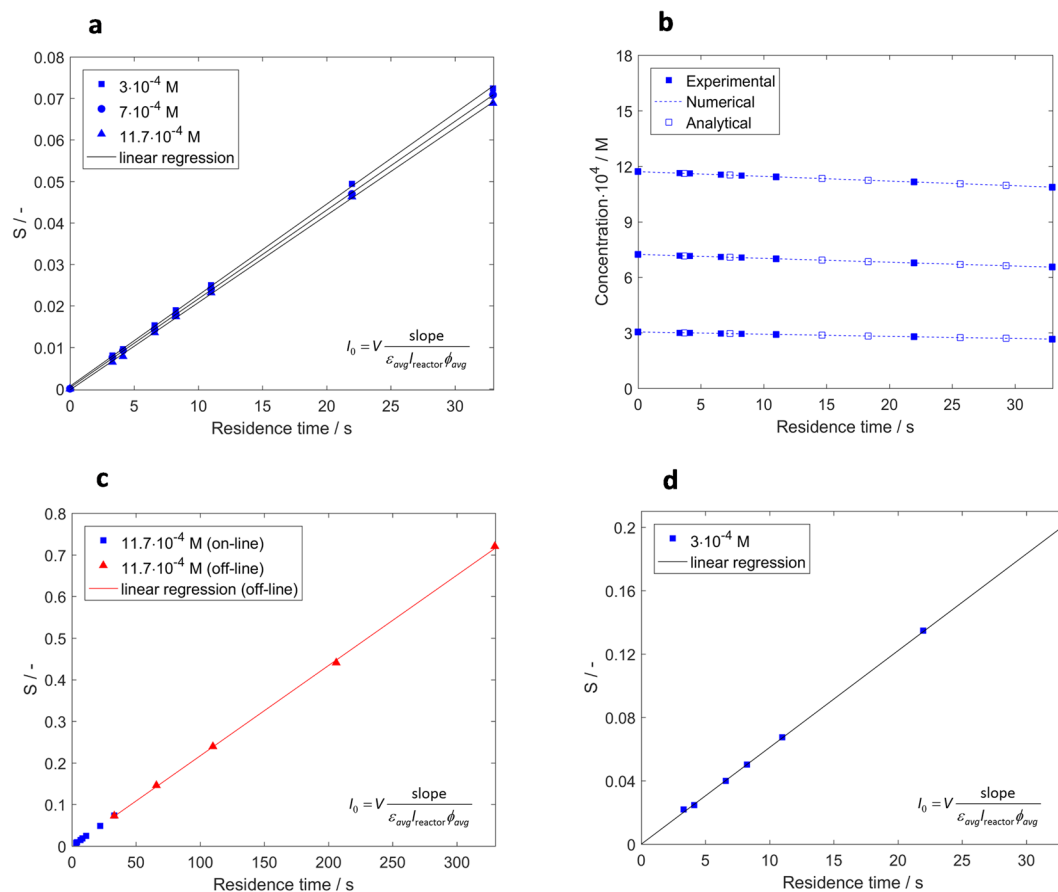 a
0.08
0.07
0.06
0.05
0.04
0.03
0.02
0.01
0
S / -
3·10⁻⁴ M
7·10⁻⁴ M
11.7·10⁻⁴ M
linear regression
I₀ = V slope / ε_avg l_reactor ϕ_avg
0 5 10 15 20 25 30
Residence time / s
b
18
15
12
9
6
3
0
Concentration·10⁴ / M
Experimental
Numerical
Analytical
0 5 10 15 20 25 30
Residence time / s
c
0.8
0.7
0.6
0.5
0.4
0.3
0.2
0.1
0
S / -
11.7·10⁻⁴ M (on-line)
11.7·10⁻⁴ M (off-line)
linear regression (off-line)
I₀ = V slope / ε_avg l_reactor ϕ_avg
0 50 100 150 200 250 300
Residence time / s
d
0.2
0.16
0.12
0.08
0.04
0
S / -
3·10⁻⁴ M
linear regression
I₀ = V slope / ε_avg l_reactor ϕ_avg
0 5 10 15 20 25 30
Residence time / s